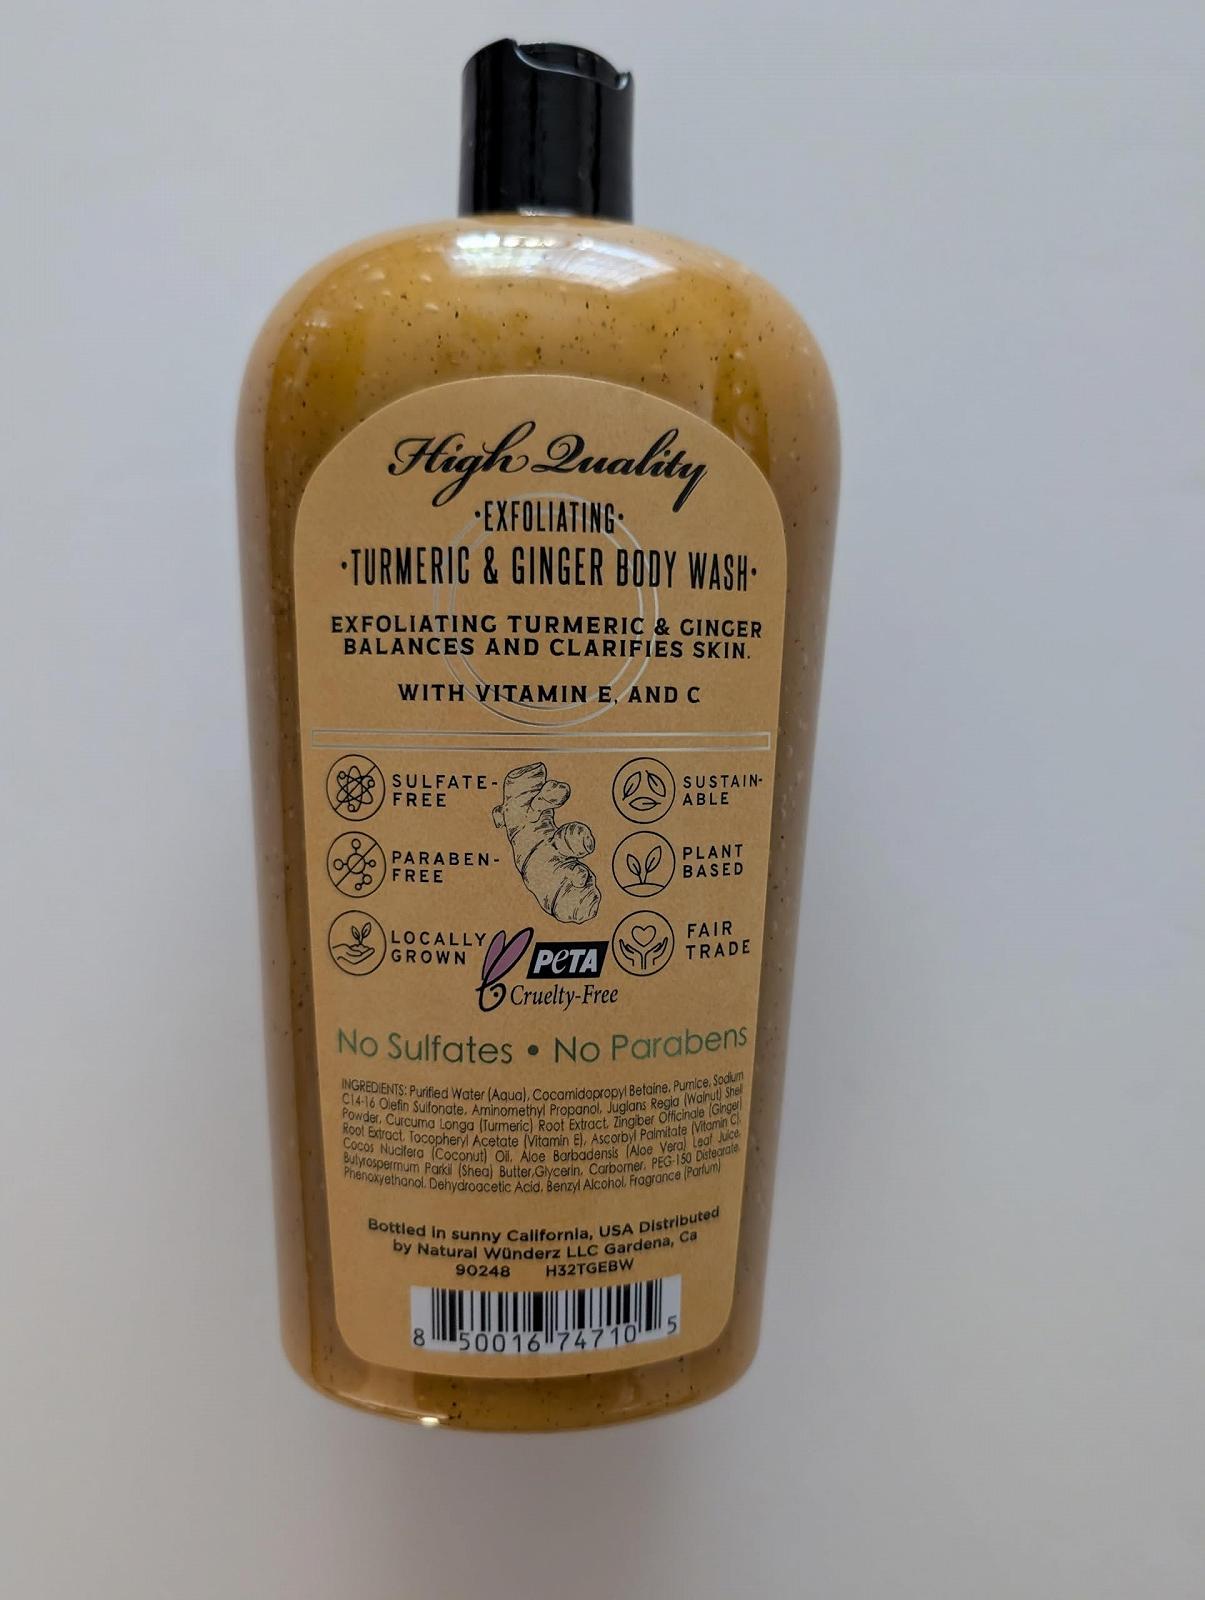 High Quality
·EXFOLIATING·
·TURMERIC & GINGER BODY WASH·
EXFOLIATING TURMERIC & GINGER
BALANCES AND CLARIFIES SKIN.
WITH VITAMIN E, AND C
SULFATE-
FREE
SUSTAIN-
ABLE
PARABEN-
FREE
PLANT
BASED
LOCALLY
GROWN
FAIR
TRADE
PETA
Cruelty-Free
No Sulfates • No Parabens
INGREDIENTS: Purified Water (Aqua), Cocamidopropyl Betaine, Pumice, Sodium
C14-16 Olefin Sulfonate, Aminomethyl Propanol, Juglans Regia (Walnut) Shell
Powder, Curcuma Longa (Turmeric) Root Extract, Zingiber Officinale (Ginger)
Root Extract, Tocopheryl Acetate (Vitamin E), Ascorbyl Palmitate (Vitamin C),
Cocos Nucifera (Coconut) Oil, Aloe Barbadensis (Aloe Vera) Leaf Juice,
Butyrospermum Parkii (Shea) Butter,Glycerin, Carbomer, PEG-150 Distearate,
Phenoxyethanol, Dehydroacetic Acid, Benzyl Alcohol, Fragrance (Parfum)
Bottled in sunny California, USA Distributed
by Natural Wünderz LLC Gardena, Ca
90248 H32TGEBW
8 50016 74710 5